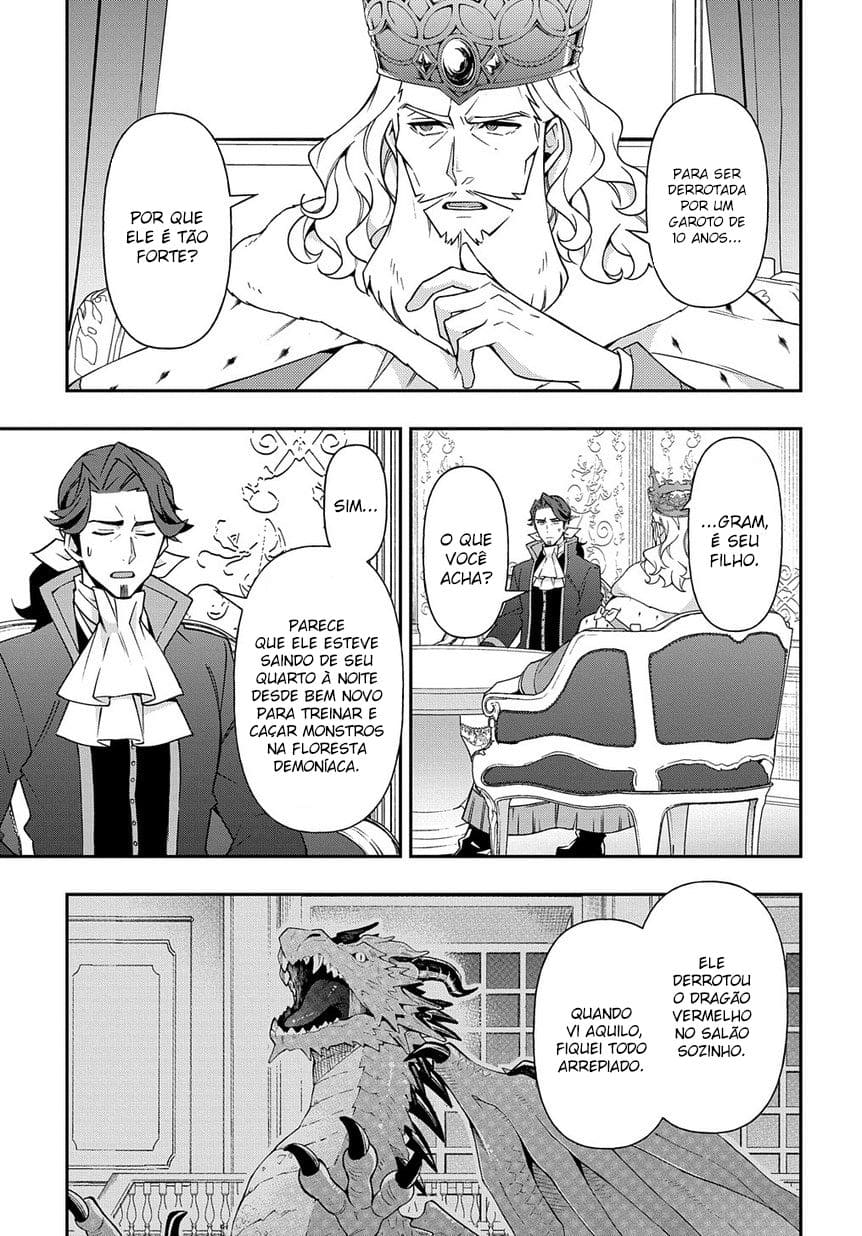 PARA SER
DERROTADA
POR UM
GAROTO DE
10 ANOS...
POR QUE
ELE É TÃO
FORTE?
...GRAM,
É SEU
FILHO.
O QUE
VOCÊ
ACHA?
SIM...
PARECE
QUE ELE ESTEVE
SAINDO DE SEU
QUARTO À NOITE
DESDE BEM NOVO
PARA TREINAR E
CAÇAR MONSTROS
NA FLORESTA
DEMONÍACA.
ELE
DERROTOU
O DRAGÃO
VERMELHO
NO SALÃO
SOZINHO.
QUANDO
VI AQUILO,
FIQUEI TODO
ARREPIADO.